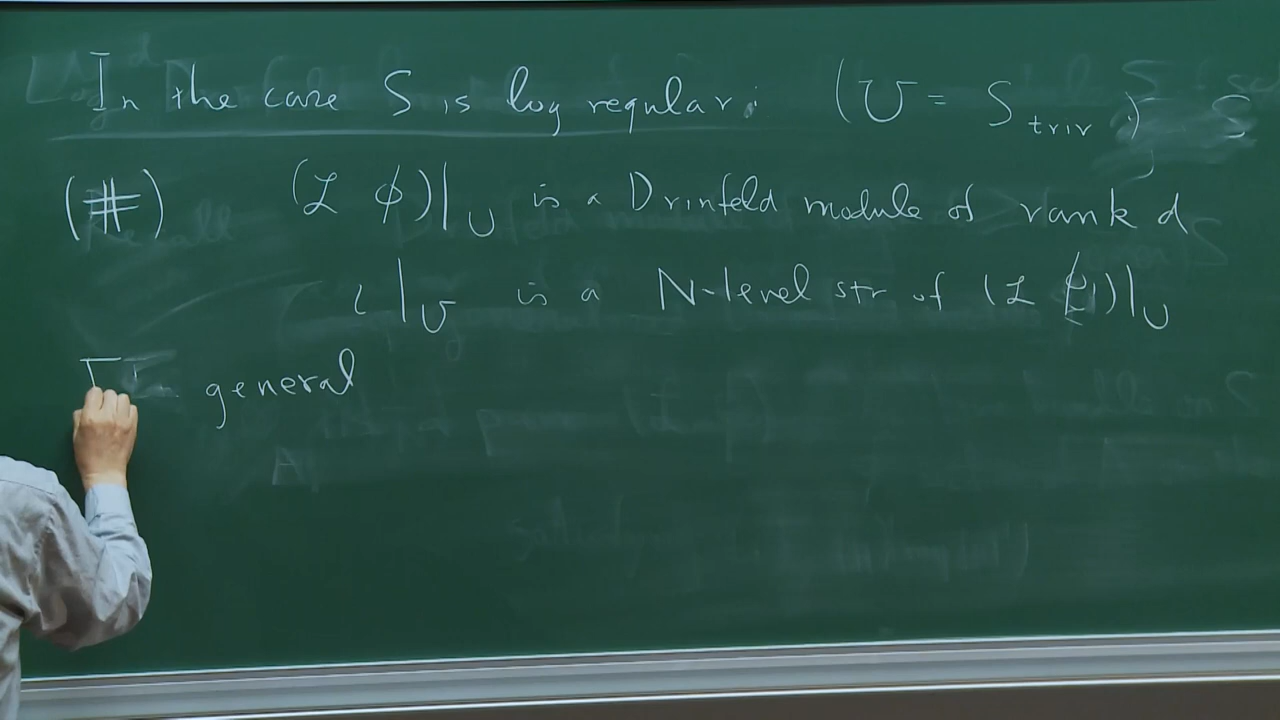 In the case S is log regular: (U = S_triv)
(#) (L φ)|_U is a Drinfeld module of rank d
ι|_U is a N-level str of (L φ)|_U
In general